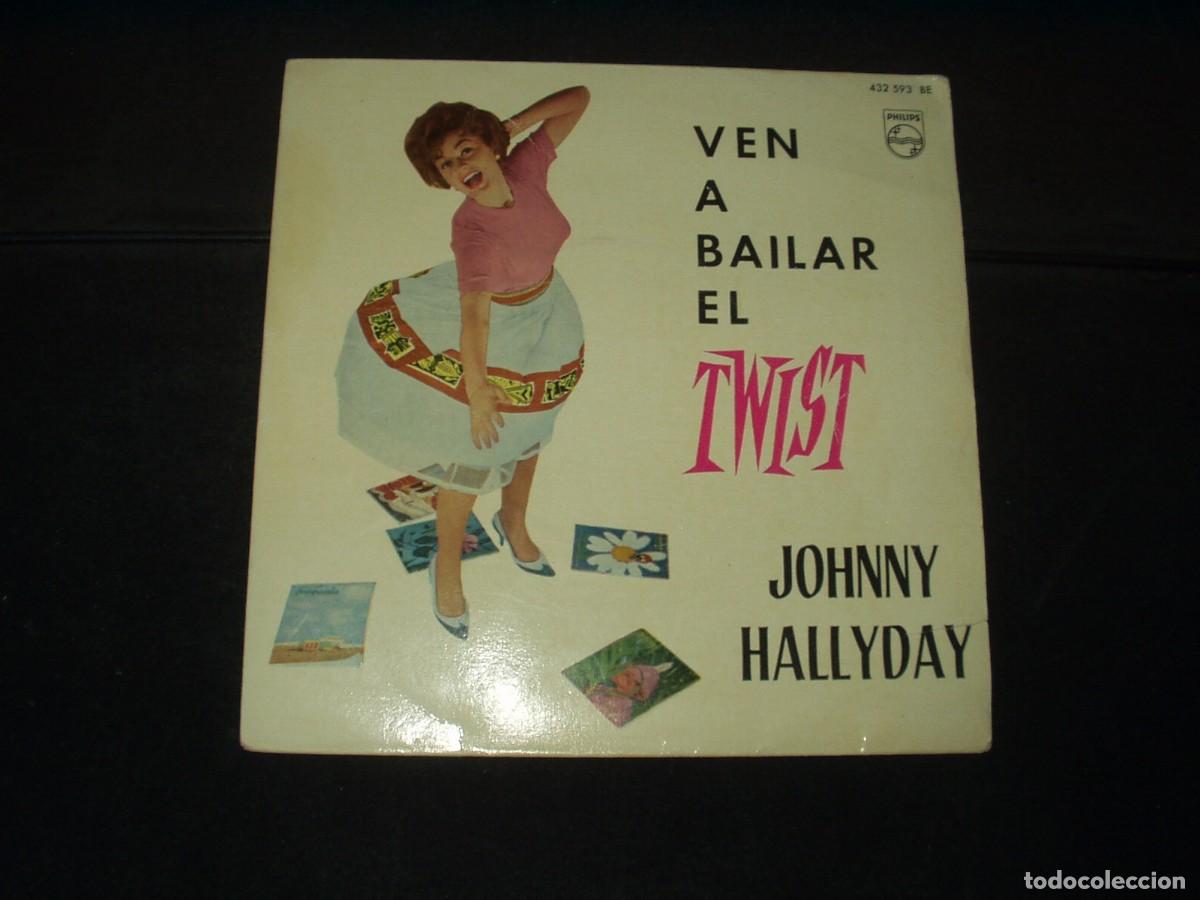 432 593 BE
PHILIPS
VEN
A
BAILAR
EL
TWIST
JOHNNY
HALLYDAY
todocoleccion